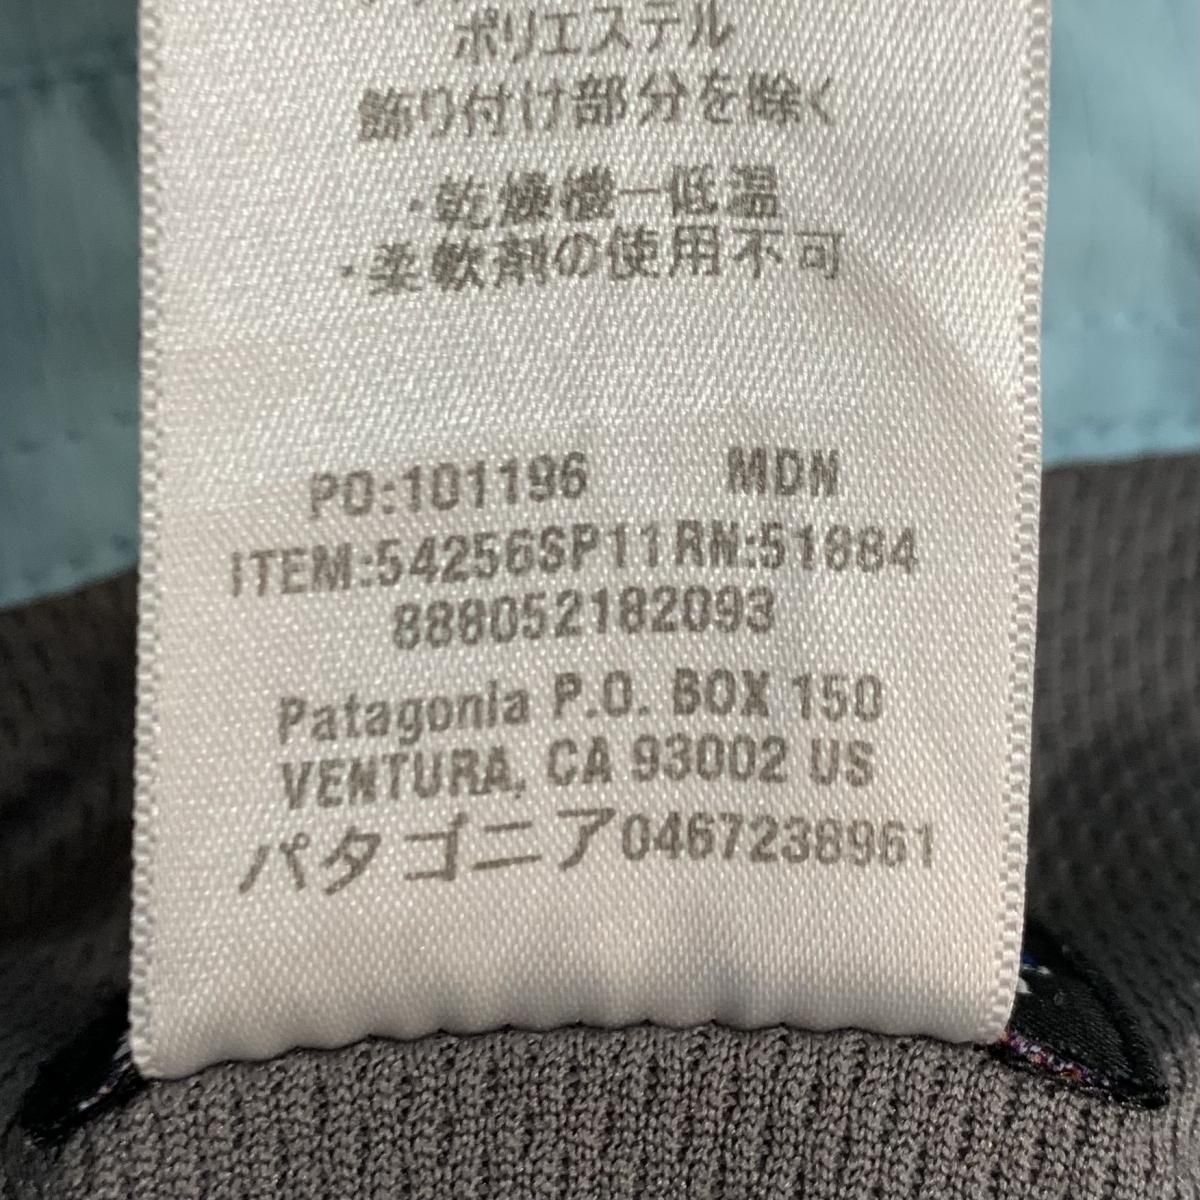 ポリエステル
飾り付け部分を除く
・乾燥機ー低温
・柔軟剤の使用不可
PO:101196 MDN
ITEM:54256SP11 RN:51884
888052182093
Patagonia P.O. BOX 150
VENTURA, CA 93002 US
パタゴニア0467238961